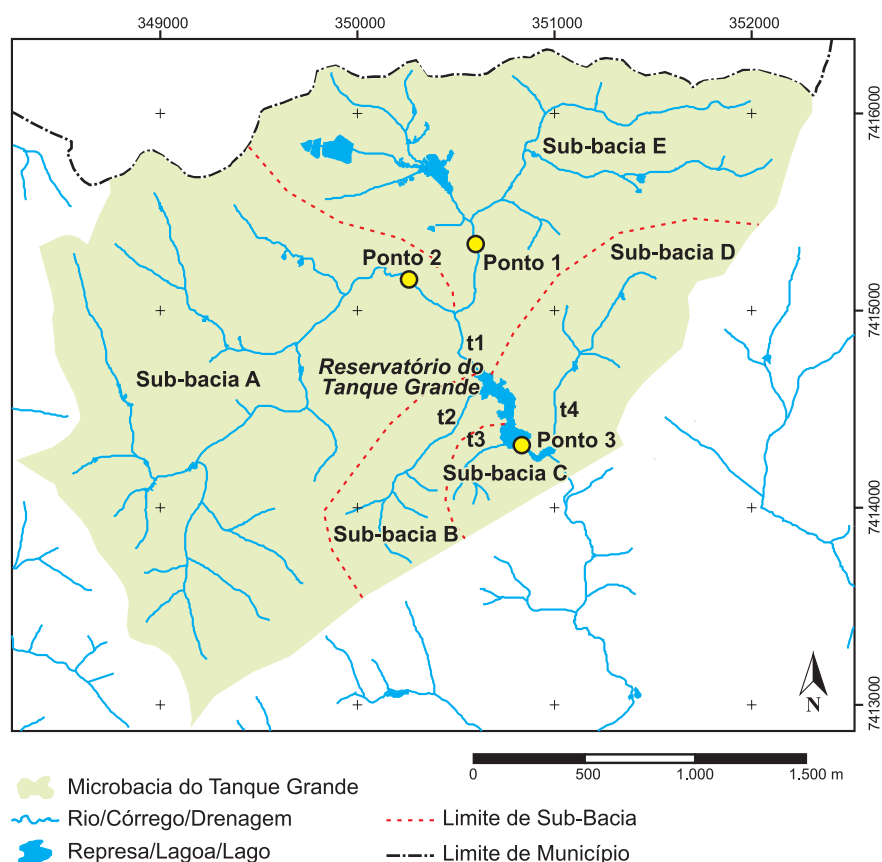 349000 350000 351000 352000
7416000
Sub-bacia E
Sub-bacia D
Ponto 2
Ponto 1
7415000
t1
Reservatório do
Tanque Grande
Sub-bacia A
t2
t4
t3
Ponto 3
Sub-bacia C
7414000
Sub-bacia B
N
7413000
0 500 1.000 1.500 m
Microbacia do Tanque Grande
Rio/Córrego/Drenagem
Limite de Sub-Bacia
Represa/Lagoa/Lago
Limite de Município